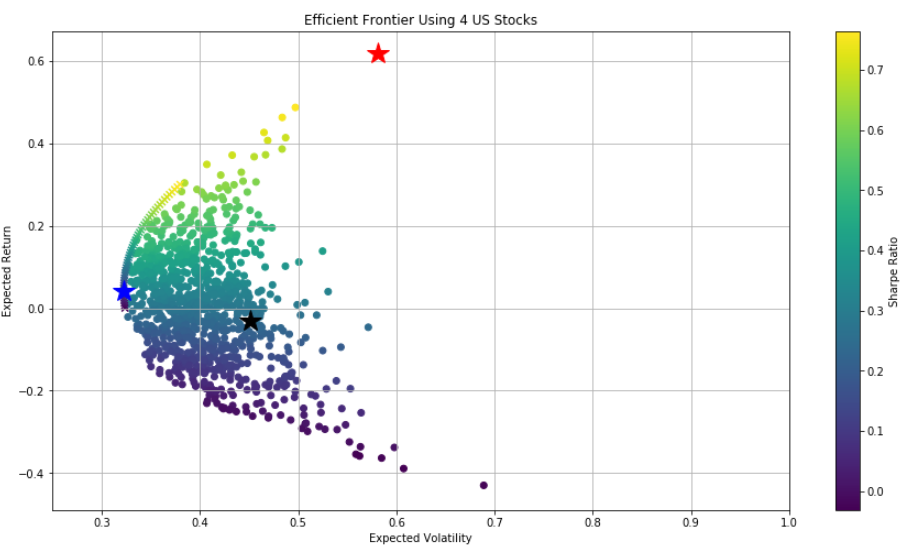 Efficient Frontier Using 4 US Stocks
0.6
0.4
0.2
0.0
−0.2
−0.4
Expected Return
0.3 0.4 0.5 0.6 0.7 0.8 0.9 1.0
Expected Volatility
0.7
0.6
0.5
0.4
0.3
0.2
0.1
0.0
Sharpe Ratio